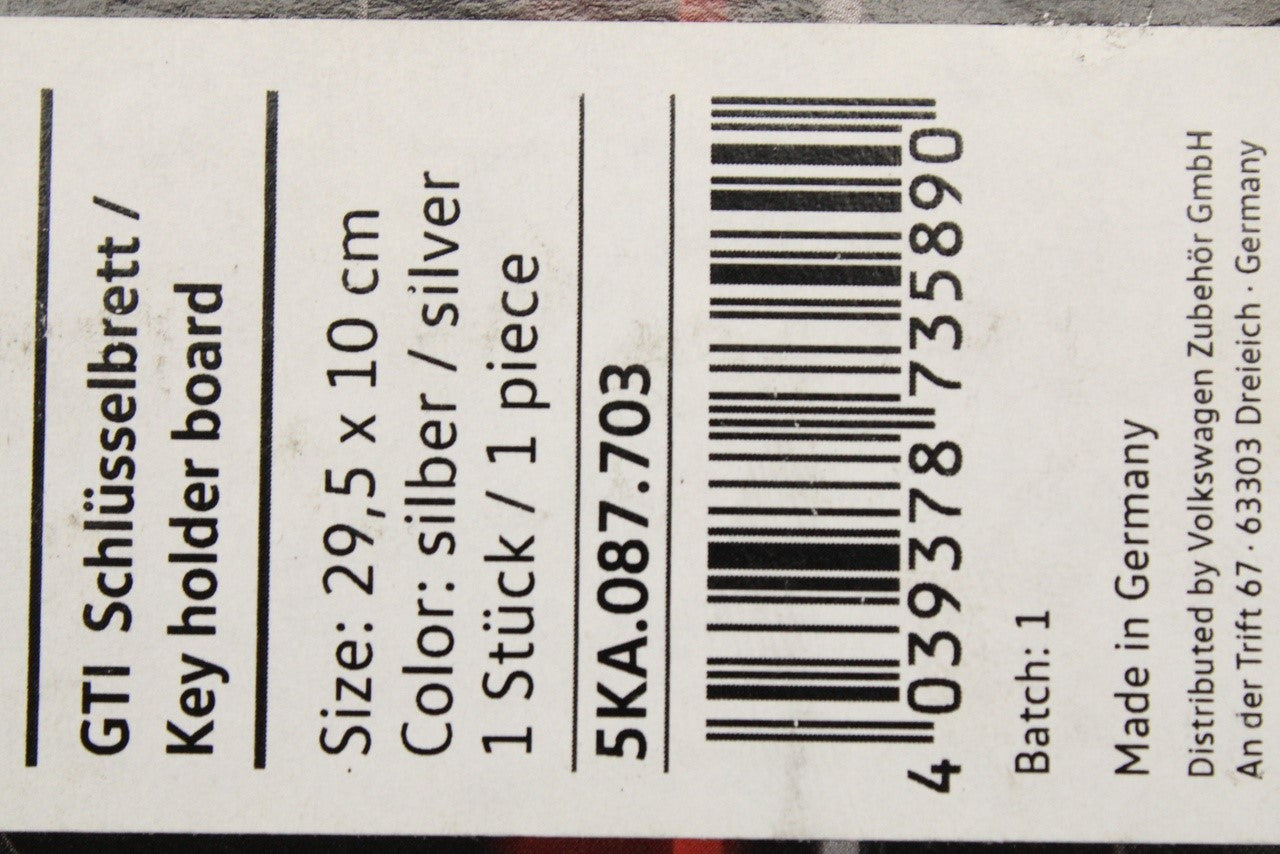 GTI Schlüsselbrett /
Key holder board
Size: 29,5 x 10 cm
Color: silber / silver
1 Stück / 1 piece
5KA.087.703
4 039378 735890
Batch: 1
Made in Germany
Distributed by Volkswagen Zubehör GmbH
An der Trift 67 · 63303 Dreieich · Germany